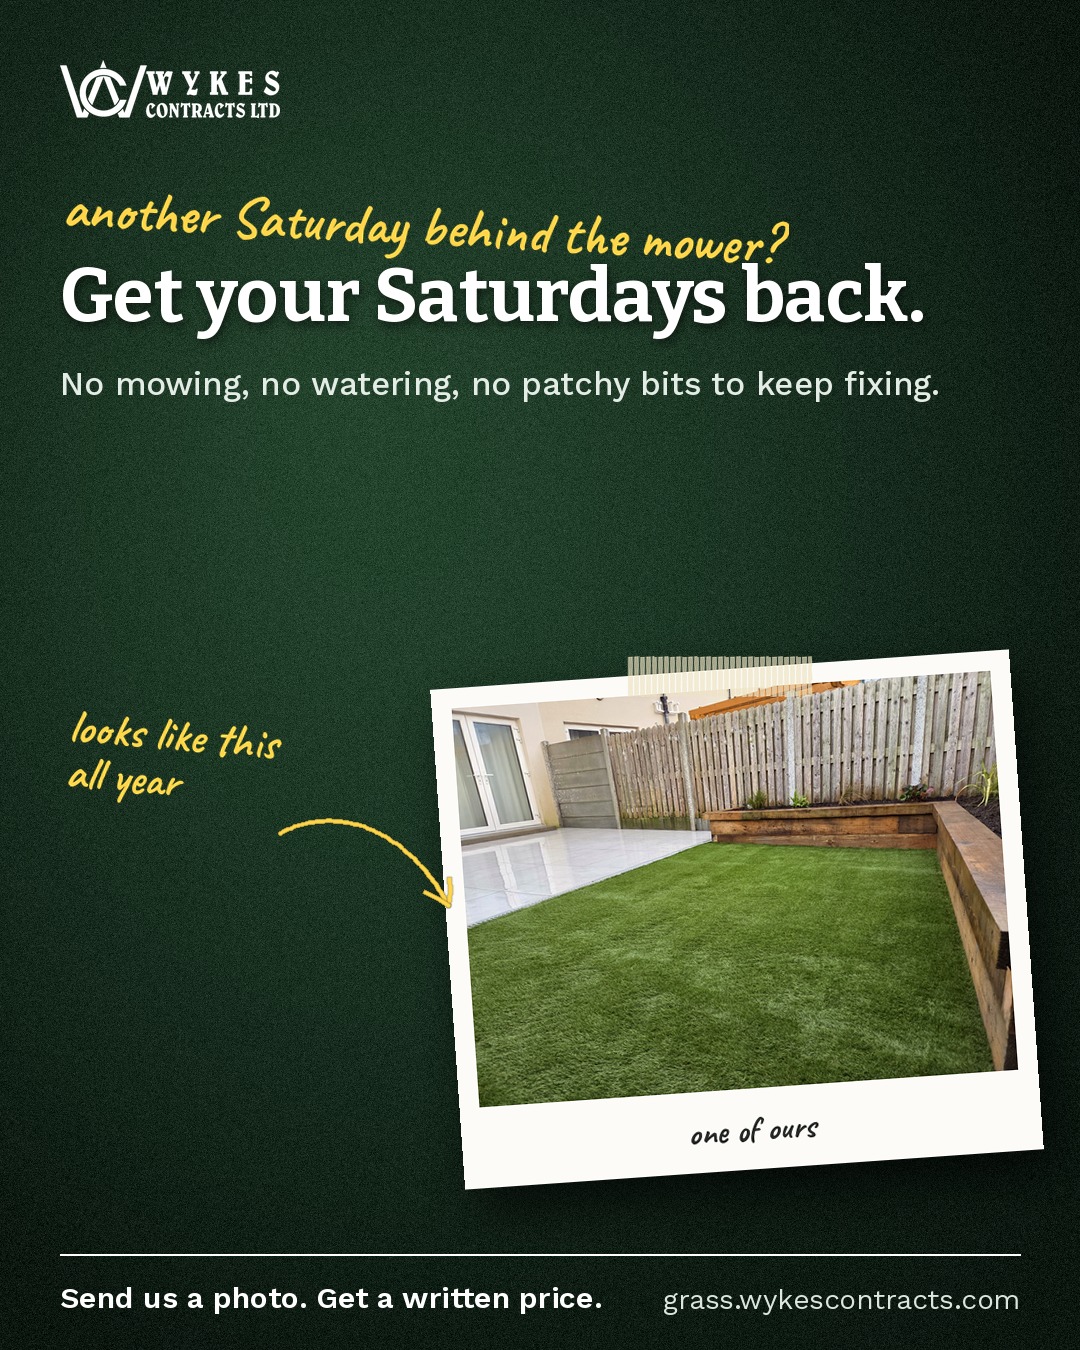 WYKES
CONTRACTS LTD
another Saturday behind the mower?
Get your Saturdays back.
No mowing, no watering, no patchy bits to keep fixing.
looks like this
all year
one of ours
Send us a photo. Get a written price.
grass.wykescontracts.com